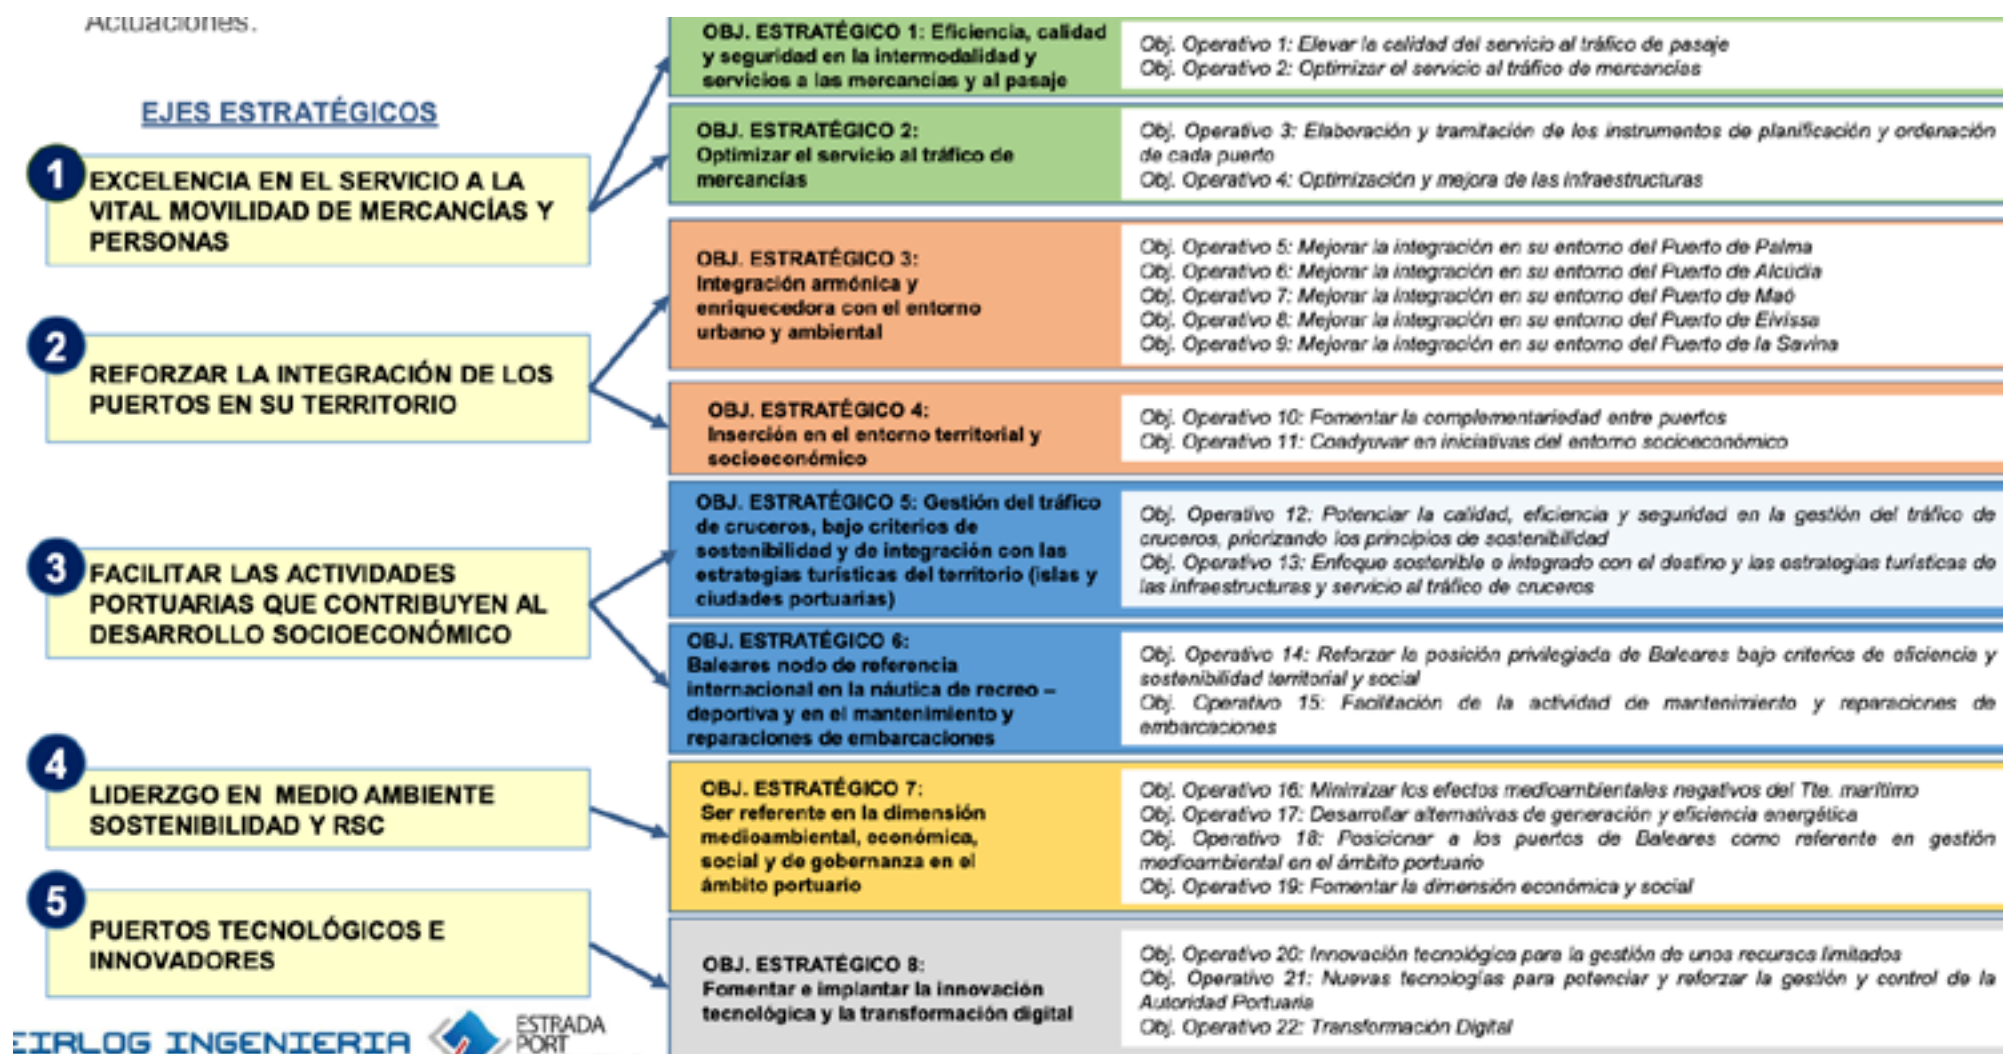 Actuaciones.
EJES ESTRATÉGICOS
1
EXCELENCIA EN EL SERVICIO A LA
VITAL MOVILIDAD DE MERCANCÍAS Y
PERSONAS
OBJ. ESTRATÉGICO 1: Eficiencia, calidad
y seguridad en la intermodalidad y
servicios a las mercancías y al pasaje
Obj. Operativo 1: Elevar la calidad del servicio al tráfico de pasaje
Obj. Operativo 2: Optimizar el servicio al tráfico de mercancías
OBJ. ESTRATÉGICO 2:
Optimizar el servicio al tráfico de
mercancías
Obj. Operativo 3: Elaboración y tramitación de los instrumentos de planificación y ordenación
de cada puerto
Obj. Operativo 4: Optimización y mejora de las infraestructuras
2
REFORZAR LA INTEGRACIÓN DE LOS
PUERTOS EN SU TERRITORIO
OBJ. ESTRATÉGICO 3:
Integración armónica y
enriquecedora con el entorno
urbano y ambiental
Obj. Operativo 5: Mejorar la integración en su entorno del Puerto de Palma
Obj. Operativo 6: Mejorar la integración en su entorno del Puerto de Alcúdia
Obj. Operativo 7: Mejorar la integración en su entorno del Puerto de Maó
Obj. Operativo 8: Mejorar la integración en su entorno del Puerto de Eivissa
Obj. Operativo 9: Mejorar la integración en su entorno del Puerto de la Savina
OBJ. ESTRATÉGICO 4:
Inserción en el entorno territorial y
socioeconómico
Obj. Operativo 10: Fomentar la complementariedad entre puertos
Obj. Operativo 11: Coadyuvar en iniciativas del entorno socioeconómico
3
FACILITAR LAS ACTIVIDADES
PORTUARIAS QUE CONTRIBUYEN AL
DESARROLLO SOCIOECONÓMICO
OBJ. ESTRATÉGICO 5: Gestión del tráfico
de cruceros, bajo criterios de
sostenibilidad y de integración con las
estrategias turísticas del territorio (islas y
ciudades portuarias)
Obj. Operativo 12: Potenciar la calidad, eficiencia y seguridad en la gestión del tráfico de
cruceros, priorizando los principios de sostenibilidad
Obj. Operativo 13: Enfoque sostenible e integrado con el destino y las estrategias turísticas de
las infraestructuras y servicio al tráfico de cruceros
OBJ. ESTRATÉGICO 6:
Baleares nodo de referencia
internacional en la náutica de recreo –
deportiva y en el mantenimiento y
reparaciones de embarcaciones
Obj. Operativo 14: Reforzar la posición privilegiada de Baleares bajo criterios de eficiencia y
sostenibilidad territorial y social
Obj. Operativo 15: Facilitación de la actividad de mantenimiento y reparaciones de
embarcaciones
4
LIDERZGO EN MEDIO AMBIENTE
SOSTENIBILIDAD Y RSC
OBJ. ESTRATÉGICO 7:
Ser referente en la dimensión
medioambiental, económica,
social y de gobernanza en el
ámbito portuario
Obj. Operativo 16: Minimizar los efectos medioambientales negativos del Tte. marítimo
Obj. Operativo 17: Desarrollar alternativas de generación y eficiencia energética
Obj. Operativo 18: Posicionar a los puertos de Baleares como referente en gestión
medioambiental en el ámbito portuario
Obj. Operativo 19: Fomentar la dimensión económica y social
5
PUERTOS TECNOLÓGICOS E
INNOVADORES
OBJ. ESTRATÉGICO 8:
Fomentar e implantar la innovación
tecnológica y la transformación digital
Obj. Operativo 20: Innovación tecnológica para la gestión de unos recursos limitados
Obj. Operativo 21: Nuevas tecnologías para potenciar y reforzar la gestión y control de la
Autoridad Portuaria
Obj. Operativo 22: Transformación Digital
EIRLOG INGENIERIA
ESTRADA
PORT